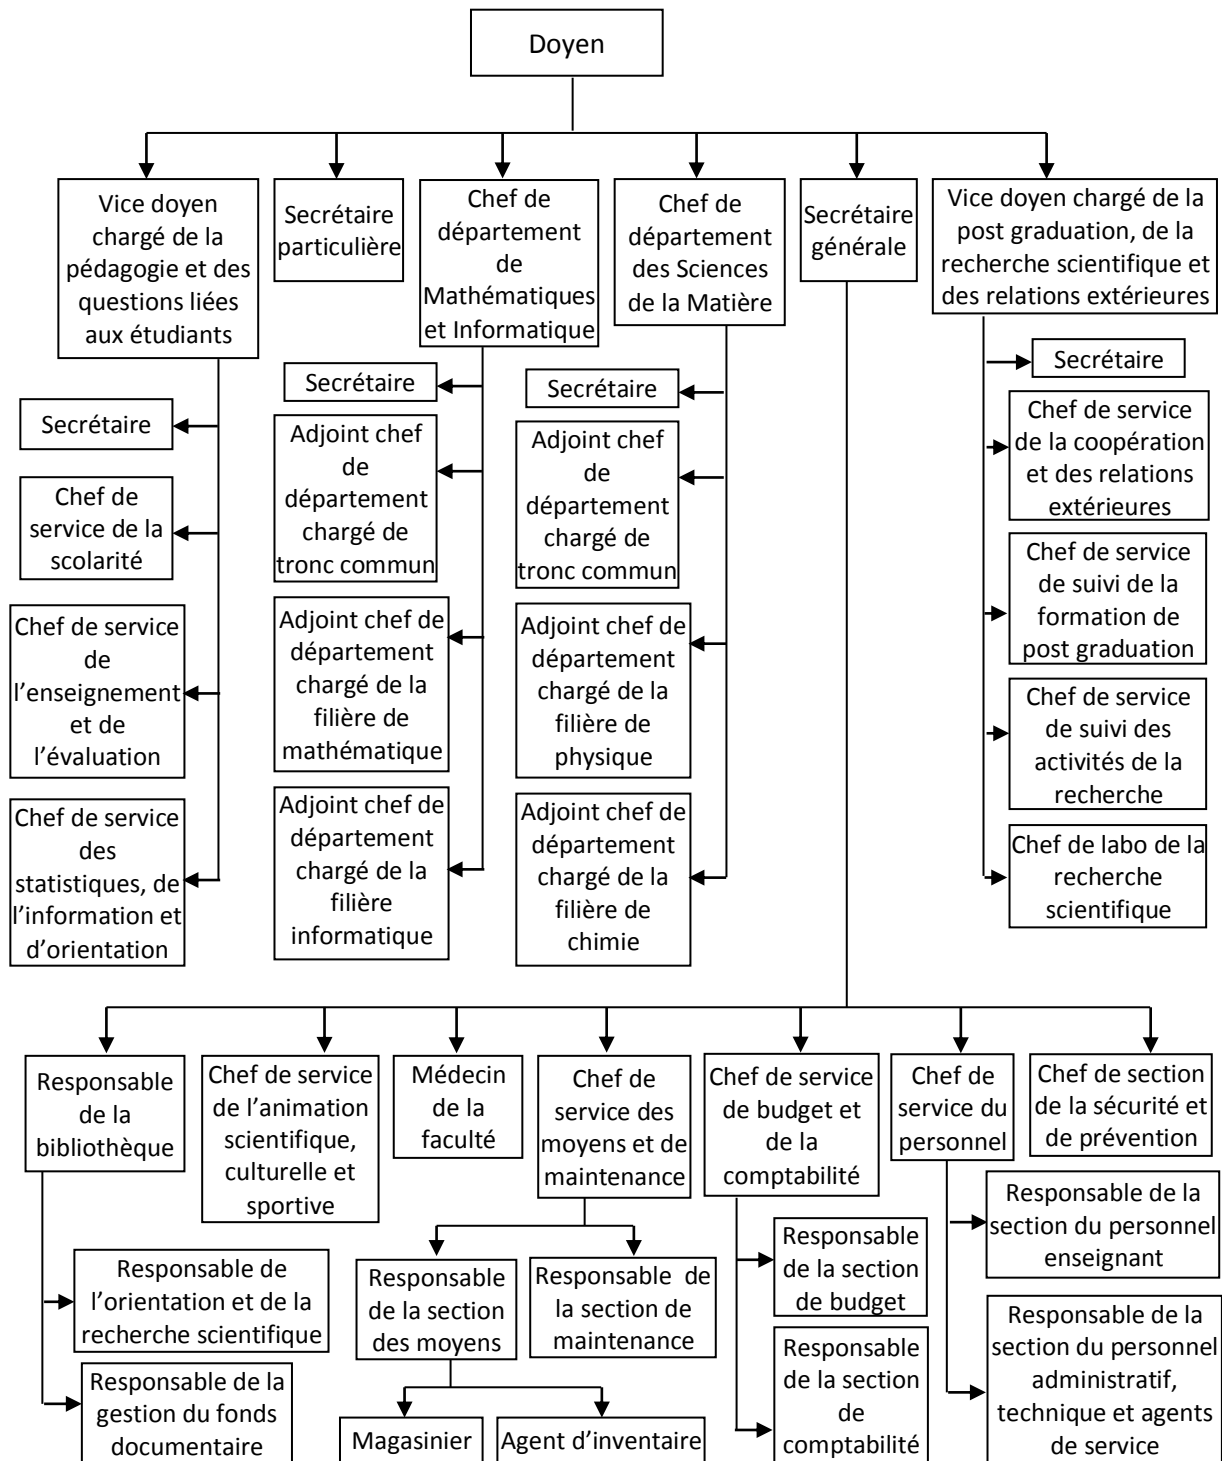 Doyen
Vice doyen
chargé de la
pédagogie et des
questions liées
aux étudiants
Secrétaire
particulière
Chef de
département
de
Mathématiques
et Informatique
Chef de
département
des Sciences
de la Matière
Secrétaire
générale
Vice doyen chargé de la
post graduation, de la
recherche scientifique et
des relations extérieures
Secrétaire
Chef de
service de la
scolarité
Chef de service
de
l’enseignement
et de
l’évaluation
Chef de service
des
statistiques, de
l’information et
d’orientation
Secrétaire
Adjoint chef
de
département
chargé de
tronc commun
Adjoint chef de
département
chargé de la
filière de
mathématique
Adjoint chef de
département
chargé de la
filière
informatique
Secrétaire
Adjoint chef
de
département
chargé de
tronc commun
Adjoint chef de
département
chargé de la
filière de
physique
Adjoint chef de
département
chargé de la
filière de
chimie
Secrétaire
Chef de service
de la coopération
et des relations
extérieures
Chef de service
de suivi de la
formation de
post graduation
Chef de service
de suivi des
activités de la
recherche
Chef de labo de la
recherche
scientifique
Responsable
de la
bibliothèque
Chef de service
de l’animation
scientifique,
culturelle et
sportive
Médecin
de la
faculté
Chef de
service des
moyens et de
maintenance
Chef de service
de budget et
de la
comptabilité
Chef de
service du
personnel
Chef de section
de la sécurité et
de prévention
Responsable de
l’orientation et de la
recherche scientifique
Responsable de la
gestion du fonds
documentaire
Responsable
de la section
des moyens
Responsable de
la section de
maintenance
Magasinier
Agent d’inventaire
Responsable
de la section
de budget
Responsable
de la section
de
comptabilité
Responsable de la
section du personnel
enseignant
Responsable de la
section du personnel
administratif,
technique et agents
de service